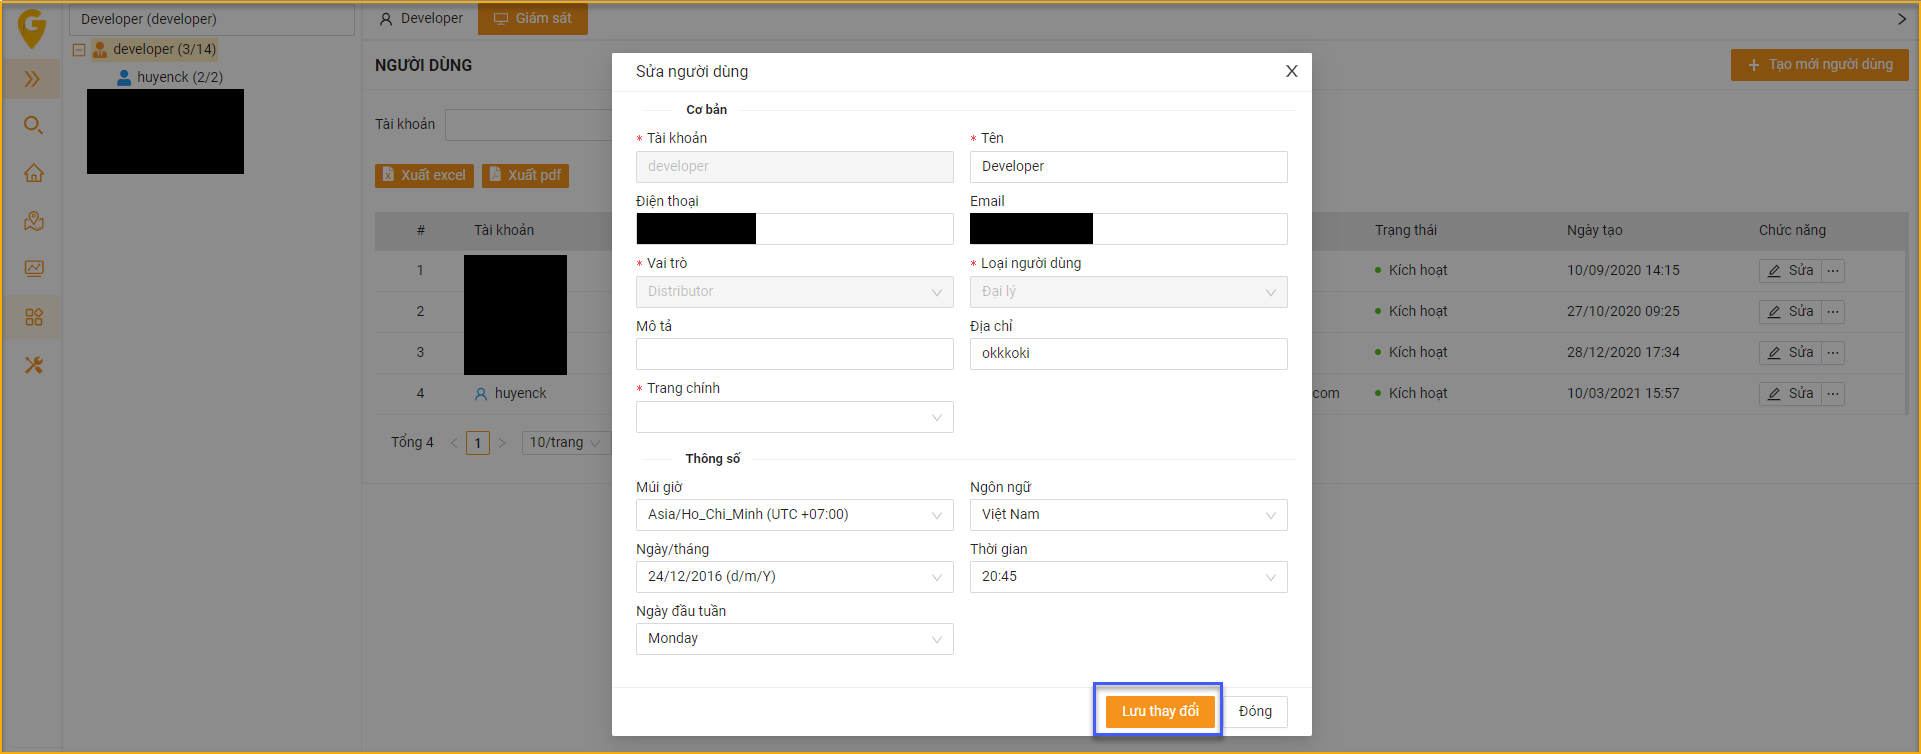 Developer (developer)
developer (3/14)
huyenck (2/2)
Developer
Giám sát
NGƯỜI DÙNG
Tạo mới người dùng
Tài khoản
Xuất excel
Xuất pdf
# Tài khoản Trạng thái Ngày tạo Chức năng
1 Kích hoạt 10/09/2020 14:15 Sửa ...
2 Kích hoạt 27/10/2020 09:25 Sửa ...
3 Kích hoạt 28/12/2020 17:34 Sửa ...
4 huyenck com Kích hoạt 10/03/2021 15:57 Sửa ...
Tổng 4 < 1 > 10/trang
Sửa người dùng X
Cơ bản
* Tài khoản * Tên
developer Developer
Điện thoại Email
* Vai trò * Loại người dùng
Distributor Đại lý
Mô tả Địa chỉ
okkkoki
* Trang chính
Thông số
Múi giờ Ngôn ngữ
Asia/Ho_Chi_Minh (UTC +07:00) Việt Nam
Ngày/tháng Thời gian
24/12/2016 (d/m/Y) 20:45
Ngày đầu tuần
Monday
Lưu thay đổi Đóng